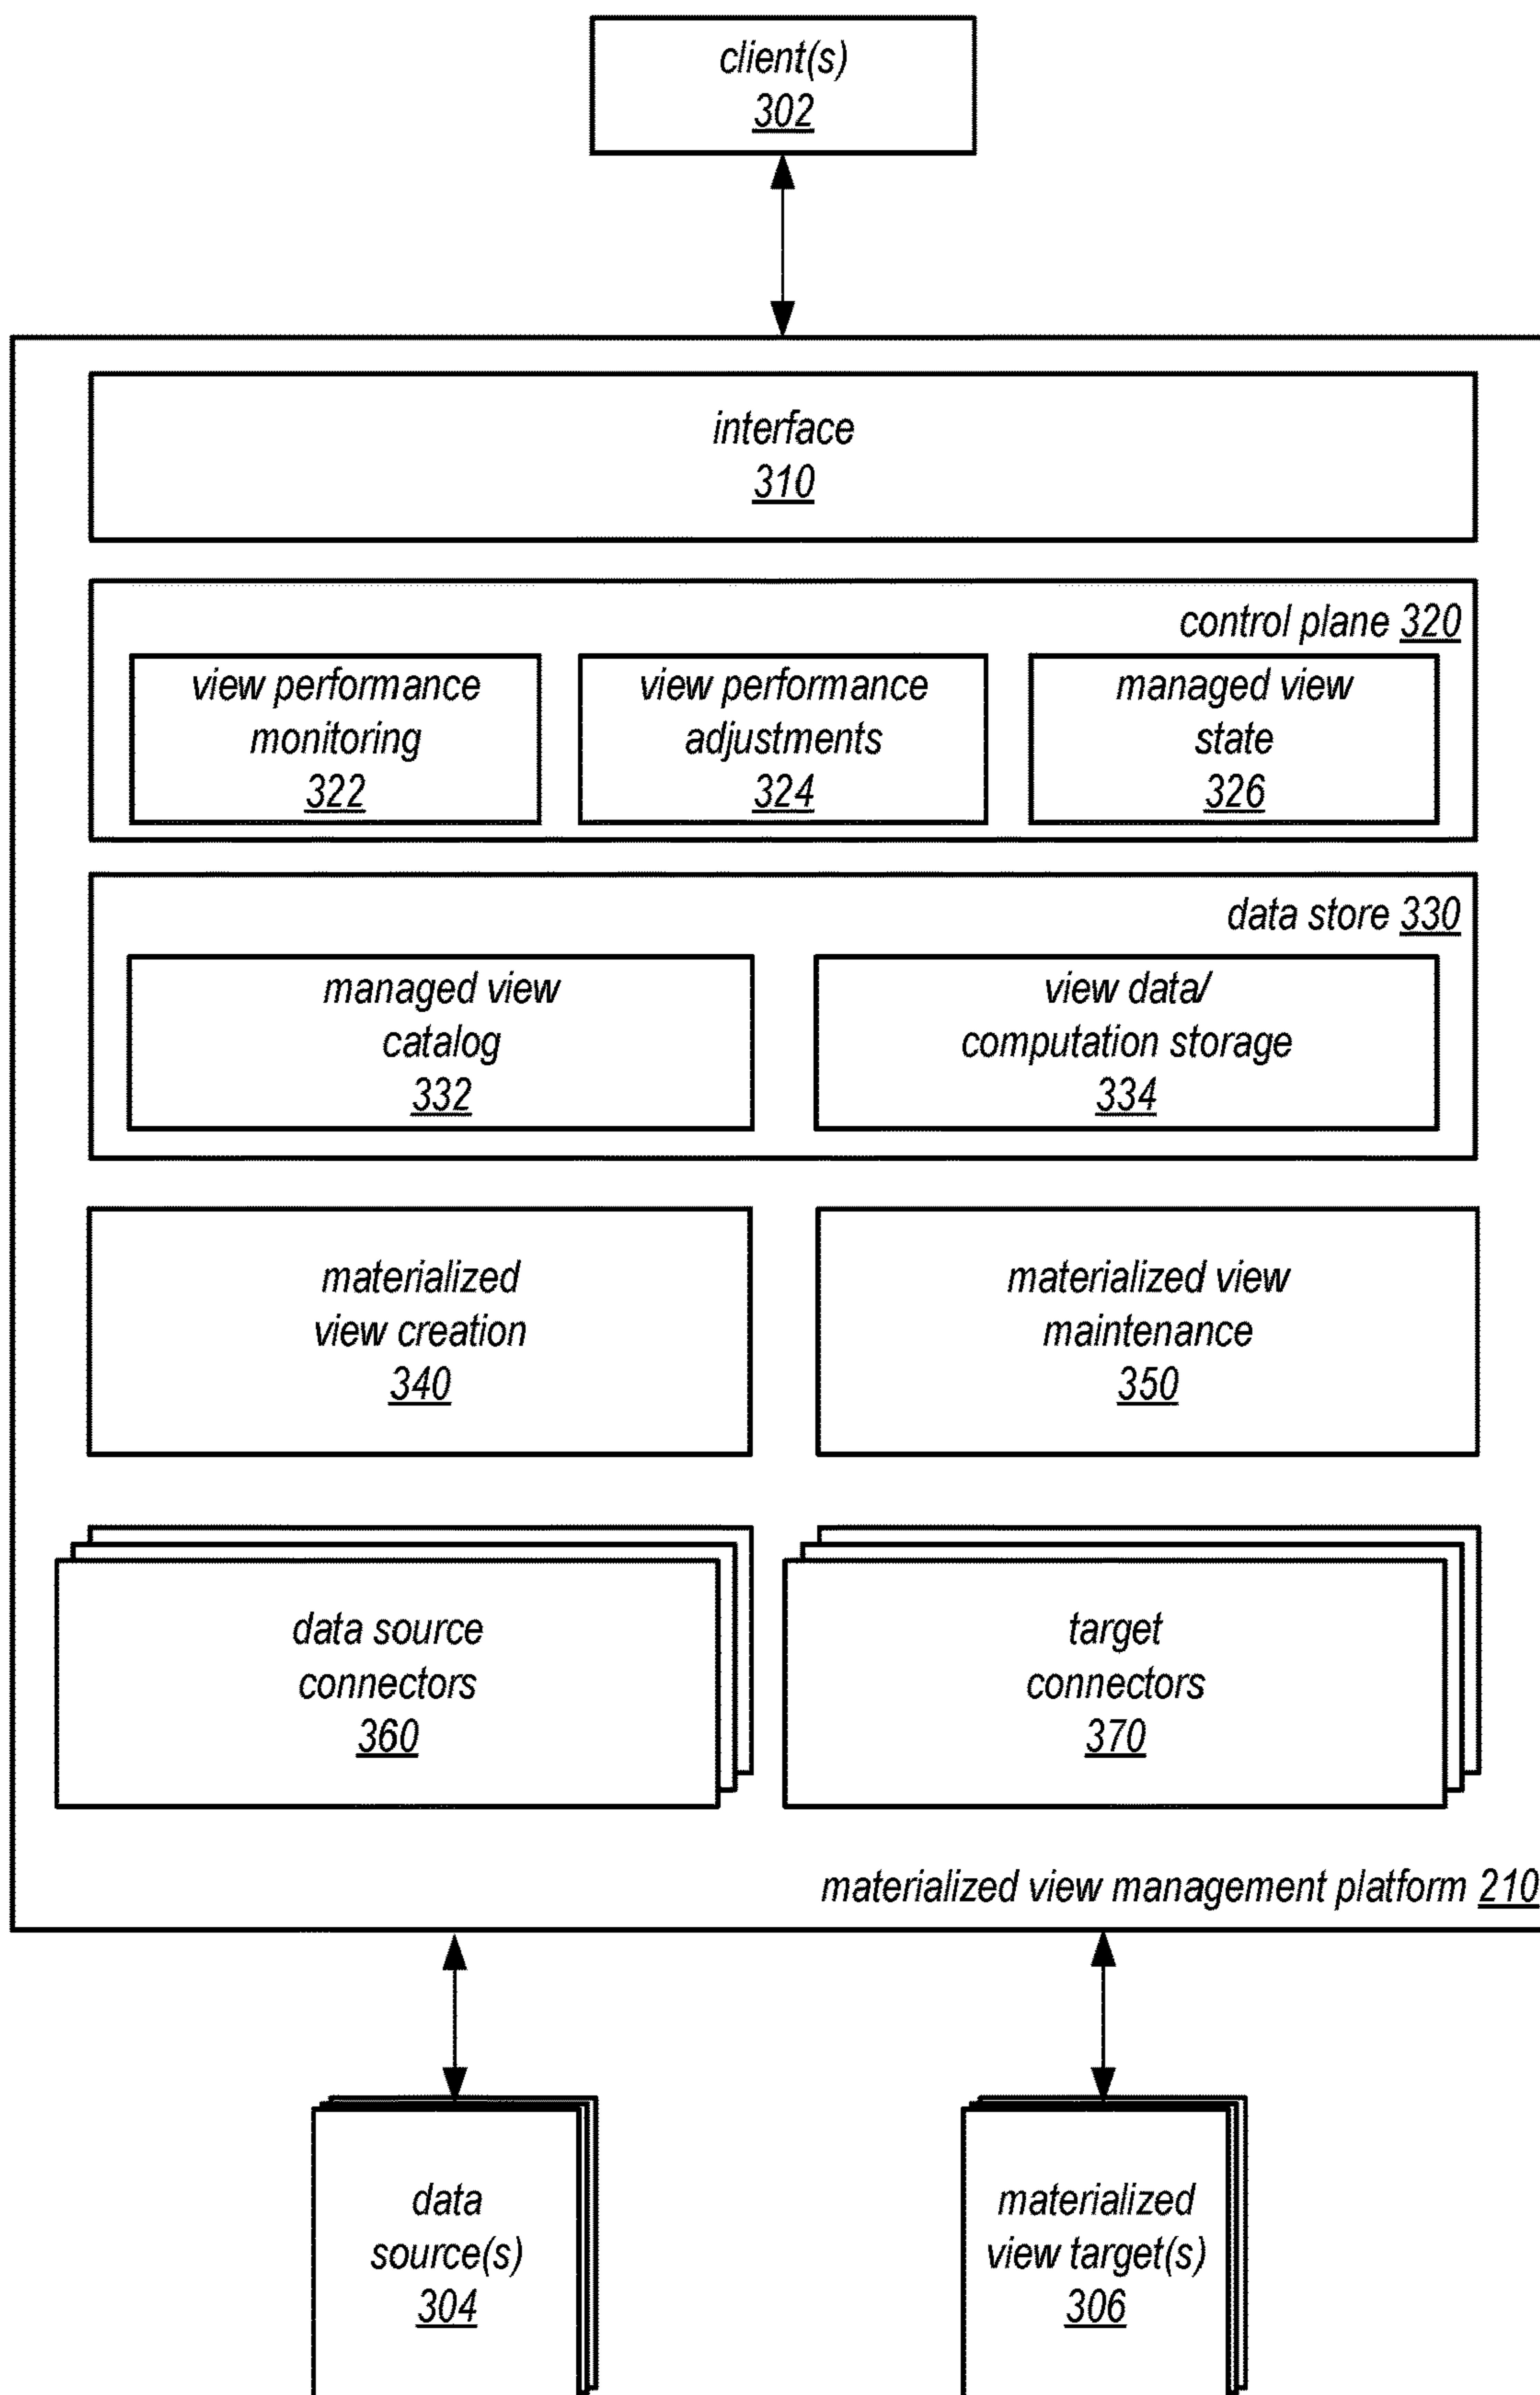 client(s)
302
interface
310
control plane 320
view performance
monitoring
322
view performance
adjustments
324
managed view
state
326
data store 330
managed view
catalog
332
view data/
computation storage
334
materialized
view creation
340
materialized view
maintenance
350
data source
connectors
360
target
connectors
370
materialized view management platform 210
data
source(s)
304
materialized
view target(s)
306